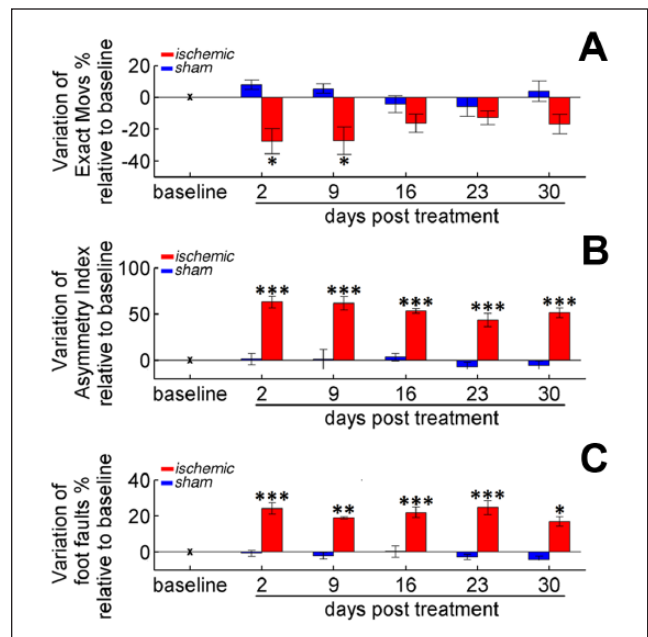 A
ischemic
sham
Variation of
Exact Movs %
relative to baseline
20
0
-20
-40
* *
baseline 2 9 16 23 30
days post treatment
B
ischemic
sham
Variation of
Asymmetry Index
relative to baseline
100
50
0
*** *** *** *** ***
baseline 2 9 16 23 30
days post treatment
C
ischemic
sham
Variation of
foot faults %
relative to baseline
40
20
0
*** ** *** *** *
baseline 2 9 16 23 30
days post treatment